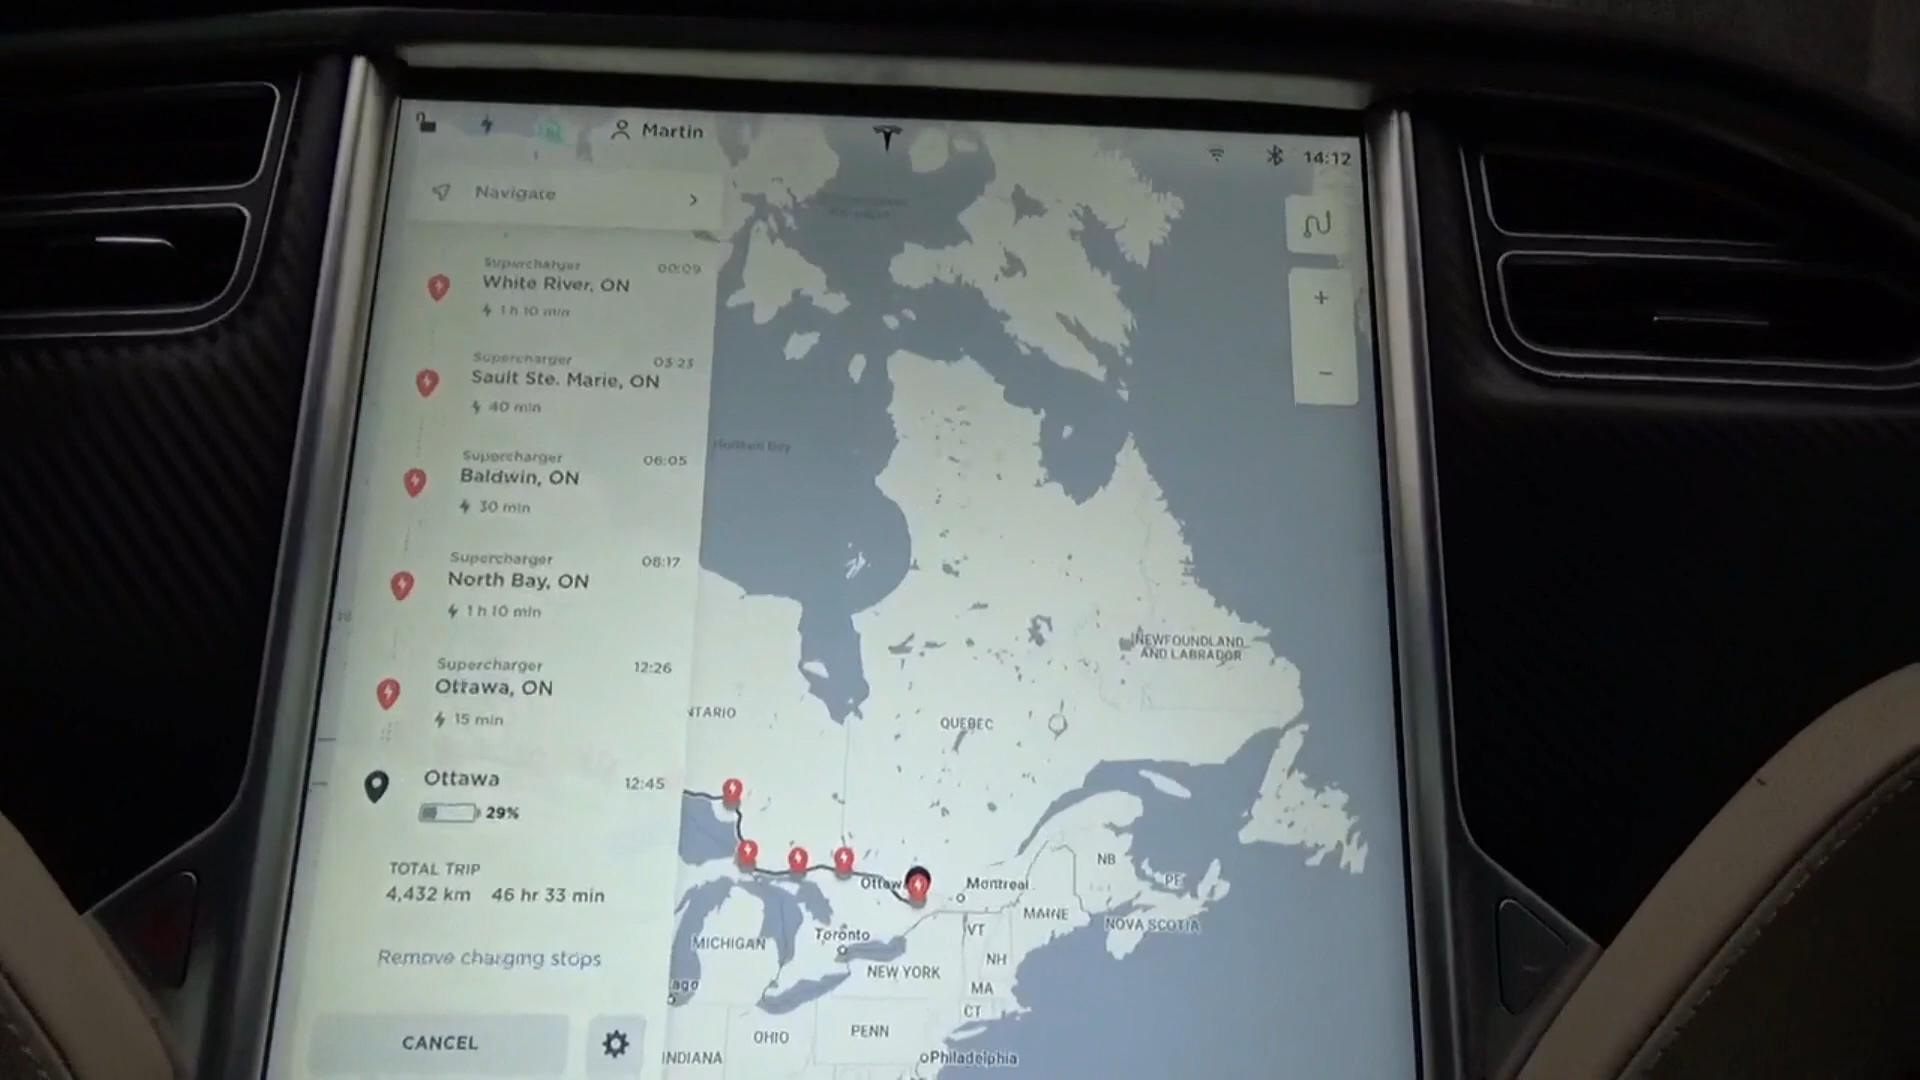 Martin
14:12
Navigate
Supercharger 00:09
White River, ON
1 h 10 min
Supercharger 03:23
Sault Ste. Marie, ON
40 min
Supercharger 06:05
Baldwin, ON
30 min
Supercharger 08:17
North Bay, ON
1 h 10 min
Supercharger 12:26
Ottawa, ON
15 min
Ottawa 12:45
29%
TOTAL TRIP
4,432 km 46 hr 33 min
Remove charging stops
CANCEL
Hudson Bay
NEWFOUNDLAND
AND LABRADOR
NTARIO
QUEBEC
Ottawa
Montreal
NB
PE
MAINE
NOVA SCOTIA
VT
Toronto
MICHIGAN
NH
NEW YORK
ago
MA
CT
PENN
OHIO
INDIANA
Philadelphia